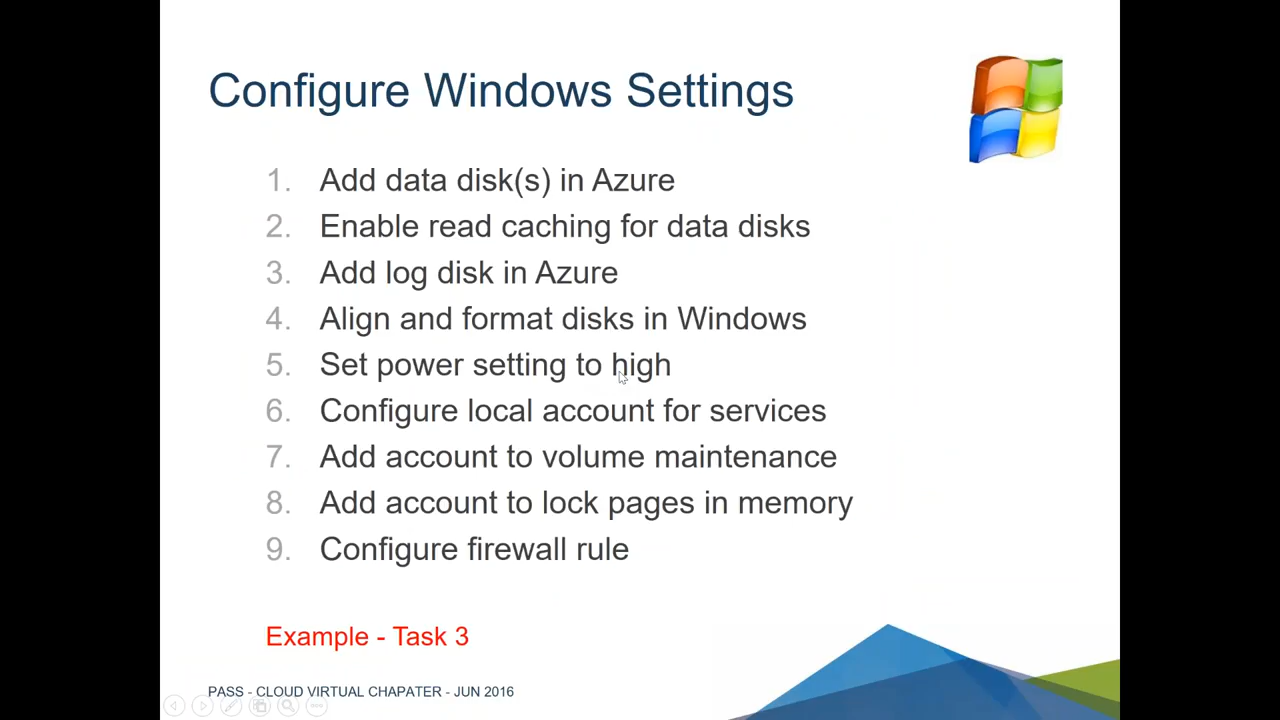 Configure Windows Settings
1. Add data disk(s) in Azure
2. Enable read caching for data disks
3. Add log disk in Azure
4. Align and format disks in Windows
5. Set power setting to high
6. Configure local account for services
7. Add account to volume maintenance
8. Add account to lock pages in memory
9. Configure firewall rule
Example - Task 3
PASS - CLOUD VIRTUAL CHAPATER - JUN 2016